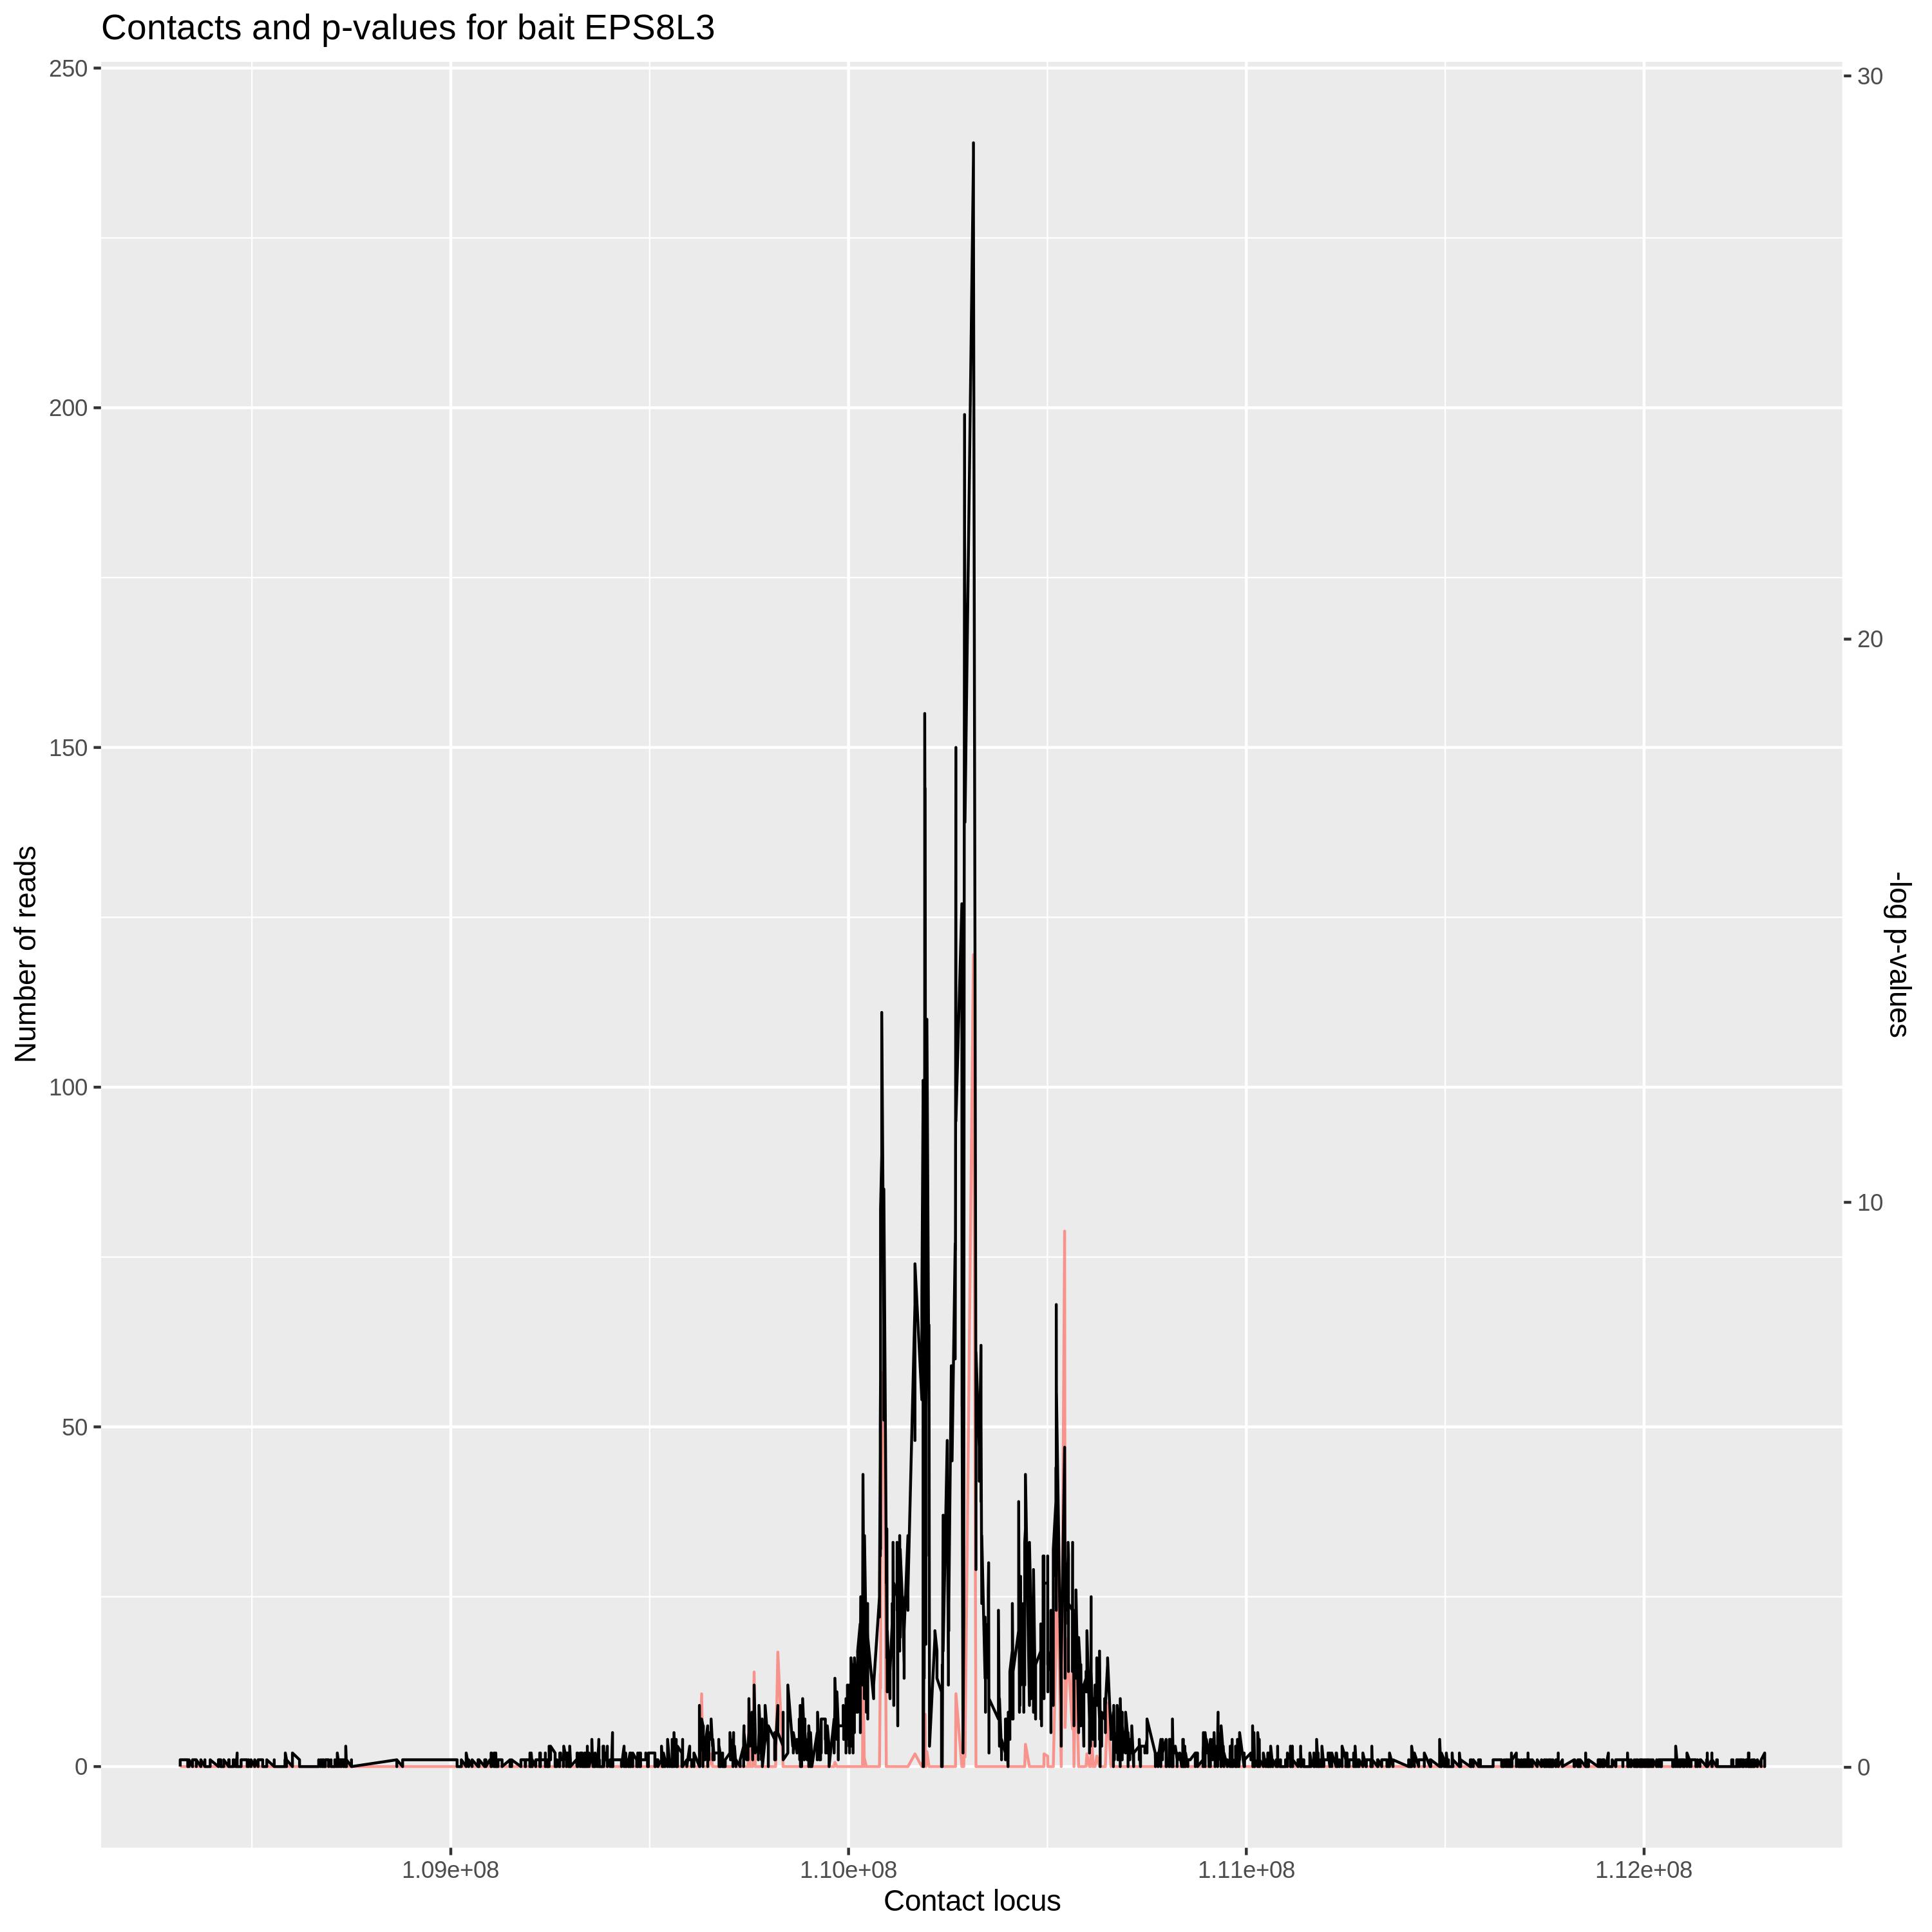 Contacts and p-values for bait EPS8L3
250
200
150
100
50
0
Number of reads
30
20
10
0
-log p-values
1.09e+08
1.10e+08
1.11e+08
1.12e+08
Contact locus